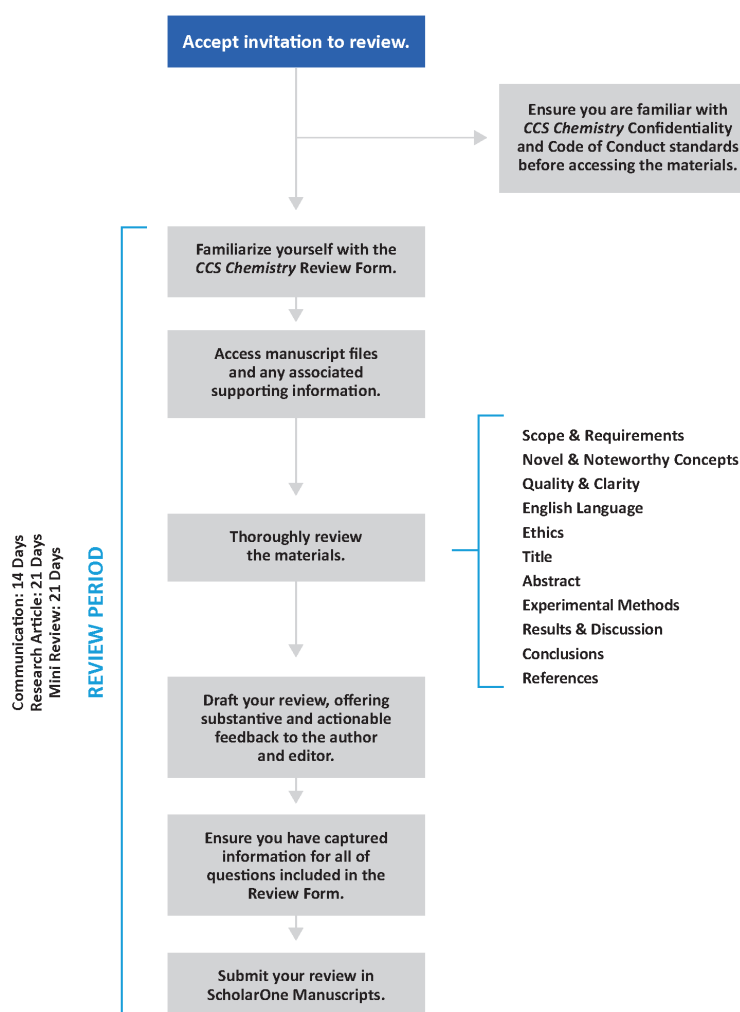 Accept invitation to review.
Ensure you are familiar with
CCS Chemistry Confidentiality
and Code of Conduct standards
before accessing the materials.
Familiarize yourself with the
CCS Chemistry Review Form.
Access manuscript files
and any associated
supporting information.
Thoroughly review
the materials.
Scope & Requirements
Novel & Noteworthy Concepts
Quality & Clarity
English Language
Ethics
Title
Abstract
Experimental Methods
Results & Discussion
Conclusions
References
Draft your review, offering
substantive and actionable
feedback to the author
and editor.
Ensure you have captured
information for all of
questions included in the
Review Form.
Submit your review in
ScholarOne Manuscripts.
Communication: 14 Days
Research Article: 21 Days
Mini Review: 21 Days
REVIEW PERIOD